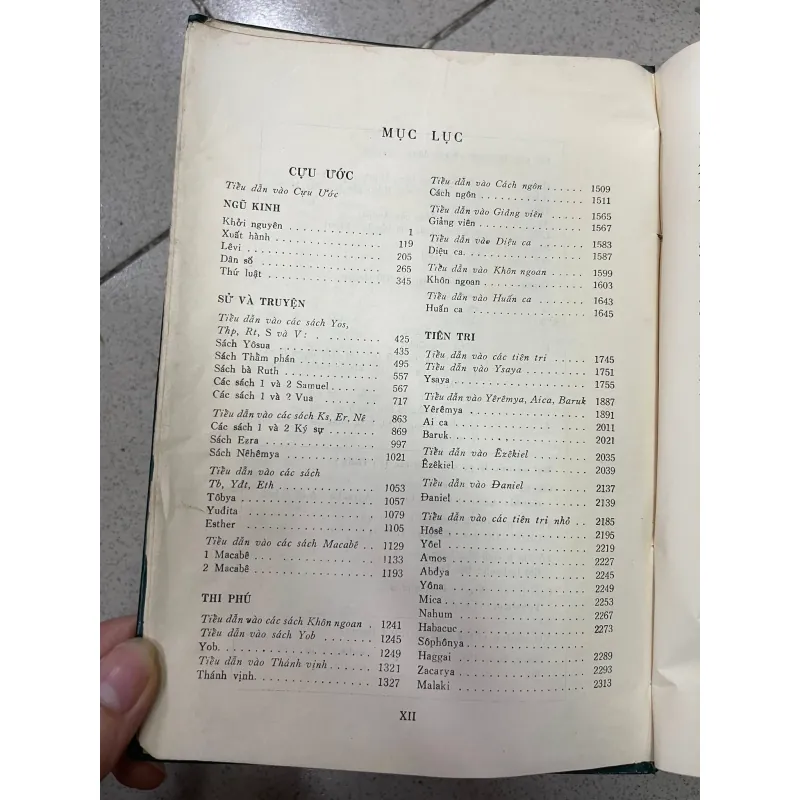 MỤC LỤC
CỰU ƯỚC
Tiểu dẫn vào Cựu Ước
NGŨ KINH
Khởi nguyên . . . . . . . . . . 1
Xuất hành . . . . . . . . . . 119
Lêvi . . . . . . . . . . 205
Dân số . . . . . . . . . . 265
Thứ luật . . . . . . . . . . 345
SỬ VÀ TRUYỆN
Tiểu dẫn vào các sách Yos,
Thp, Rt, S và V : . . . . . . . 425
Sách Yôsua . . . . . . . . . . 435
Sách Thẩm phán . . . . . . . . . . 495
Sách bà Ruth . . . . . . . . . . 557
Các sách 1 và 2 Samuel . . . . . . 567
Các sách 1 và 2 Vua . . . . . . . 717
Tiểu dẫn vào các sách Ks, Er, Nê . 863
Các sách 1 và 2 Ký sự . . . . . . 869
Sách Ezra . . . . . . . . . . 997
Sách Nêhêmya . . . . . . . . . . 1021
Tiểu dẫn vào các sách
Tb, Yđt, Eth . . . . . . . . . . 1053
Tôbya . . . . . . . . . . 1057
Yuđita . . . . . . . . . . 1079
Esther . . . . . . . . . . 1105
Tiểu dẫn vào các sách Macabê . . 1129
1 Macabê . . . . . . . . . . 1133
2 Macabê . . . . . . . . . . 1193
THI PHÚ
Tiểu dẫn vào các sách Khôn ngoan . 1241
Tiểu dẫn vào sách Yob . . . . . . 1245
Yob. . . . . . . . . . . 1249
Tiểu dẫn vào Thánh vịnh . . . . . 1321
Thánh vịnh. . . . . . . . . . . 1327
Tiểu dẫn vào Cách ngôn . . . . . . 1509
Cách ngôn . . . . . . . . . . 1511
Tiểu dẫn vào Giảng viên . . . . . 1565
Giảng viên . . . . . . . . . . 1567
Tiểu dẫn vào Diệu ca . . . . . . . 1583
Diệu ca. . . . . . . . . . . 1587
Tiểu dẫn vào Khôn ngoan . . . . . 1599
Khôn ngoan . . . . . . . . . . 1603
Tiểu dẫn vào Huấn ca . . . . . . . 1643
Huấn ca . . . . . . . . . . 1645
TIÊN TRI
Tiểu dẫn vào các tiên tri . . . . . 1745
Tiểu dẫn vào Ysaya . . . . . . . . 1751
Ysaya . . . . . . . . . . 1755
Tiểu dẫn vào Yêrêmya, Aica, Baruk 1887
Yêrêmya . . . . . . . . . . 1891
Ai ca . . . . . . . . . . 2011
Baruk. . . . . . . . . . . 2021
Tiểu dẫn vào Êzêkiel . . . . . . . 2035
Êzêkiel . . . . . . . . . . 2039
Tiểu dẫn vào Đaniel . . . . . . . . 2137
Đaniel . . . . . . . . . . 2139
Tiểu dẫn vào các tiên tri nhỏ . . 2185
Hôsê . . . . . . . . . . 2195
Yôel . . . . . . . . . . 2219
Amos . . . . . . . . . . 2227
Abđya . . . . . . . . . . 2245
Yôna . . . . . . . . . . 2249
Mica . . . . . . . . . . 2253
Nahum . . . . . . . . . . 2267
Habacuc . . . . . . . . . . 2273
Sôphônya . . . . . . . . . .
Haggai . . . . . . . . . . 2289
Zacarya . . . . . . . . . . 2293
Malaki . . . . . . . . . . 2313
XII